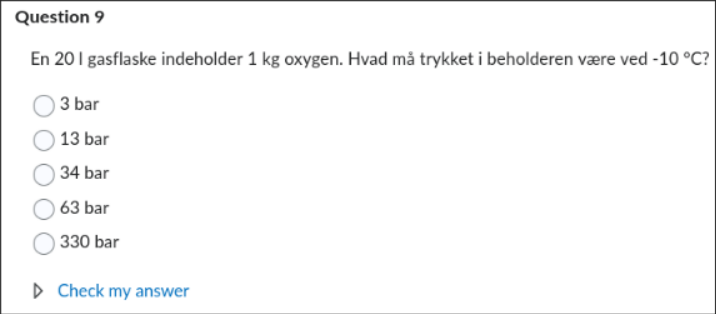 Question 9
En 20 l gasflaske indeholder 1 kg oxygen. Hvad må trykket i beholderen være ved -10 °C?
3 bar
13 bar
34 bar
63 bar
330 bar
Check my answer